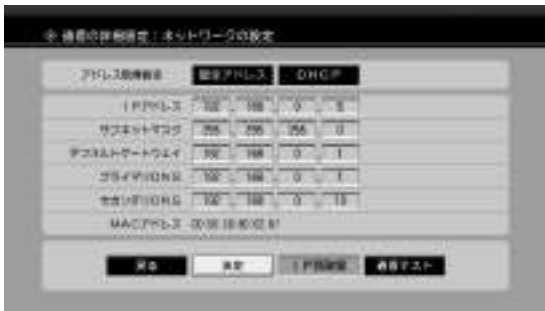 ※ 通信の詳細設定：ネットワークの設定
アドレス取得方法 固定アドレス DHCP
IPアドレス 192 . 168 . 0 . 5
サブネットマスク 255 . 255 . 255 . 0
デフォルトゲートウェイ 192 . 168 . 0 . 1
プライマリDNS 192 . 168 . 0 . 1
セカンダリDNS 192 . 168 . 0 . 10
MACアドレス
戻る 決定 通信テスト